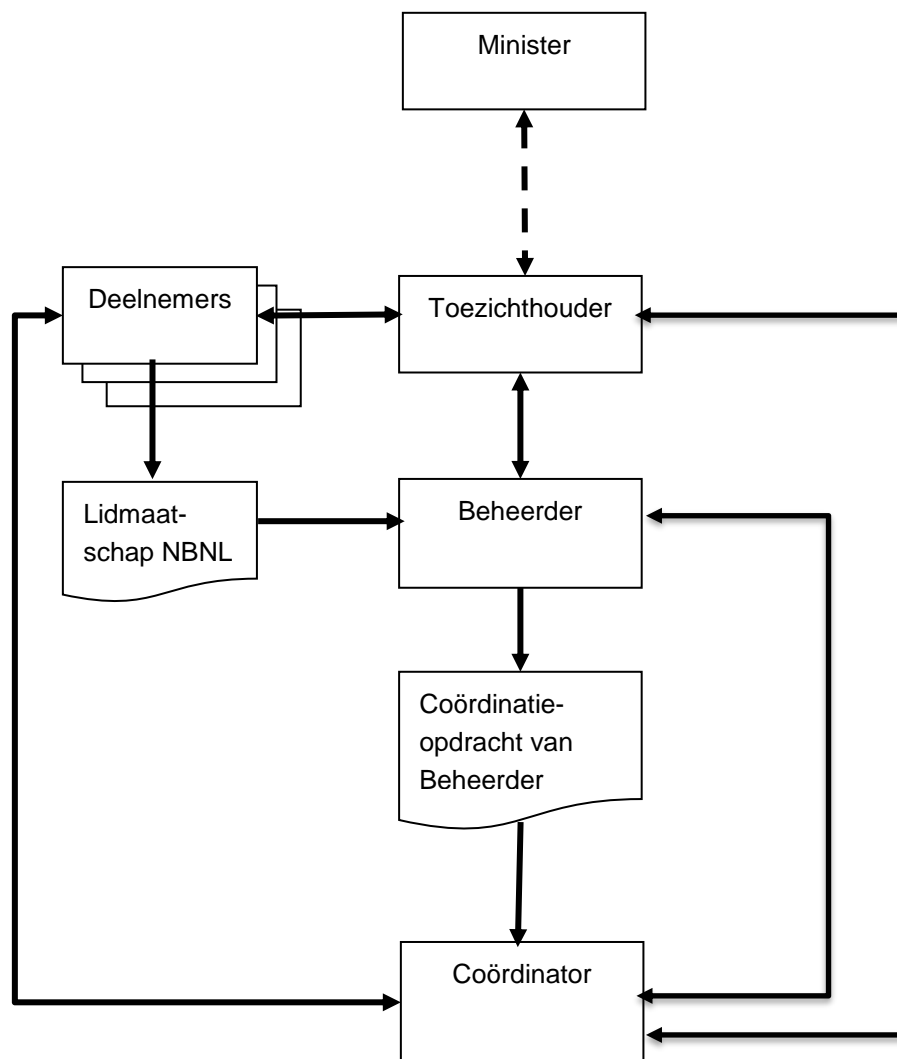 Minister
Deelnemers
Toezichthouder
Lidmaat-
schap NBNL
Beheerder
Coördinatie-
opdracht van
Beheerder
Coördinator